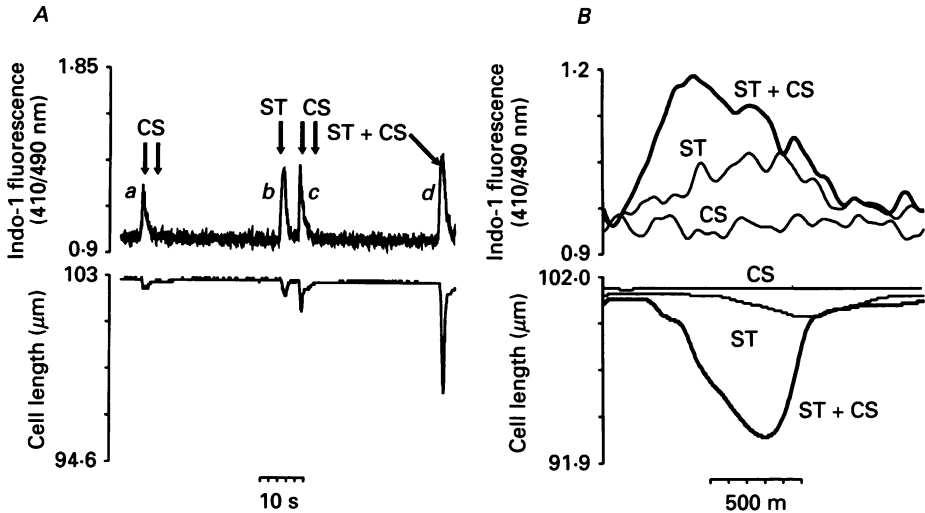 A
Indo-1 fluorescence
(410/490 nm)
1·85
0·9
CS
ST
CS
ST + CS
a
b
c
d
Cell length (μm)
103
94·6
10 s
B
Indo-1 fluorescence
(410/490 nm)
1·2
0·9
ST + CS
ST
CS
Cell length (μm)
102·0
91·9
CS
ST
ST + CS
500 m